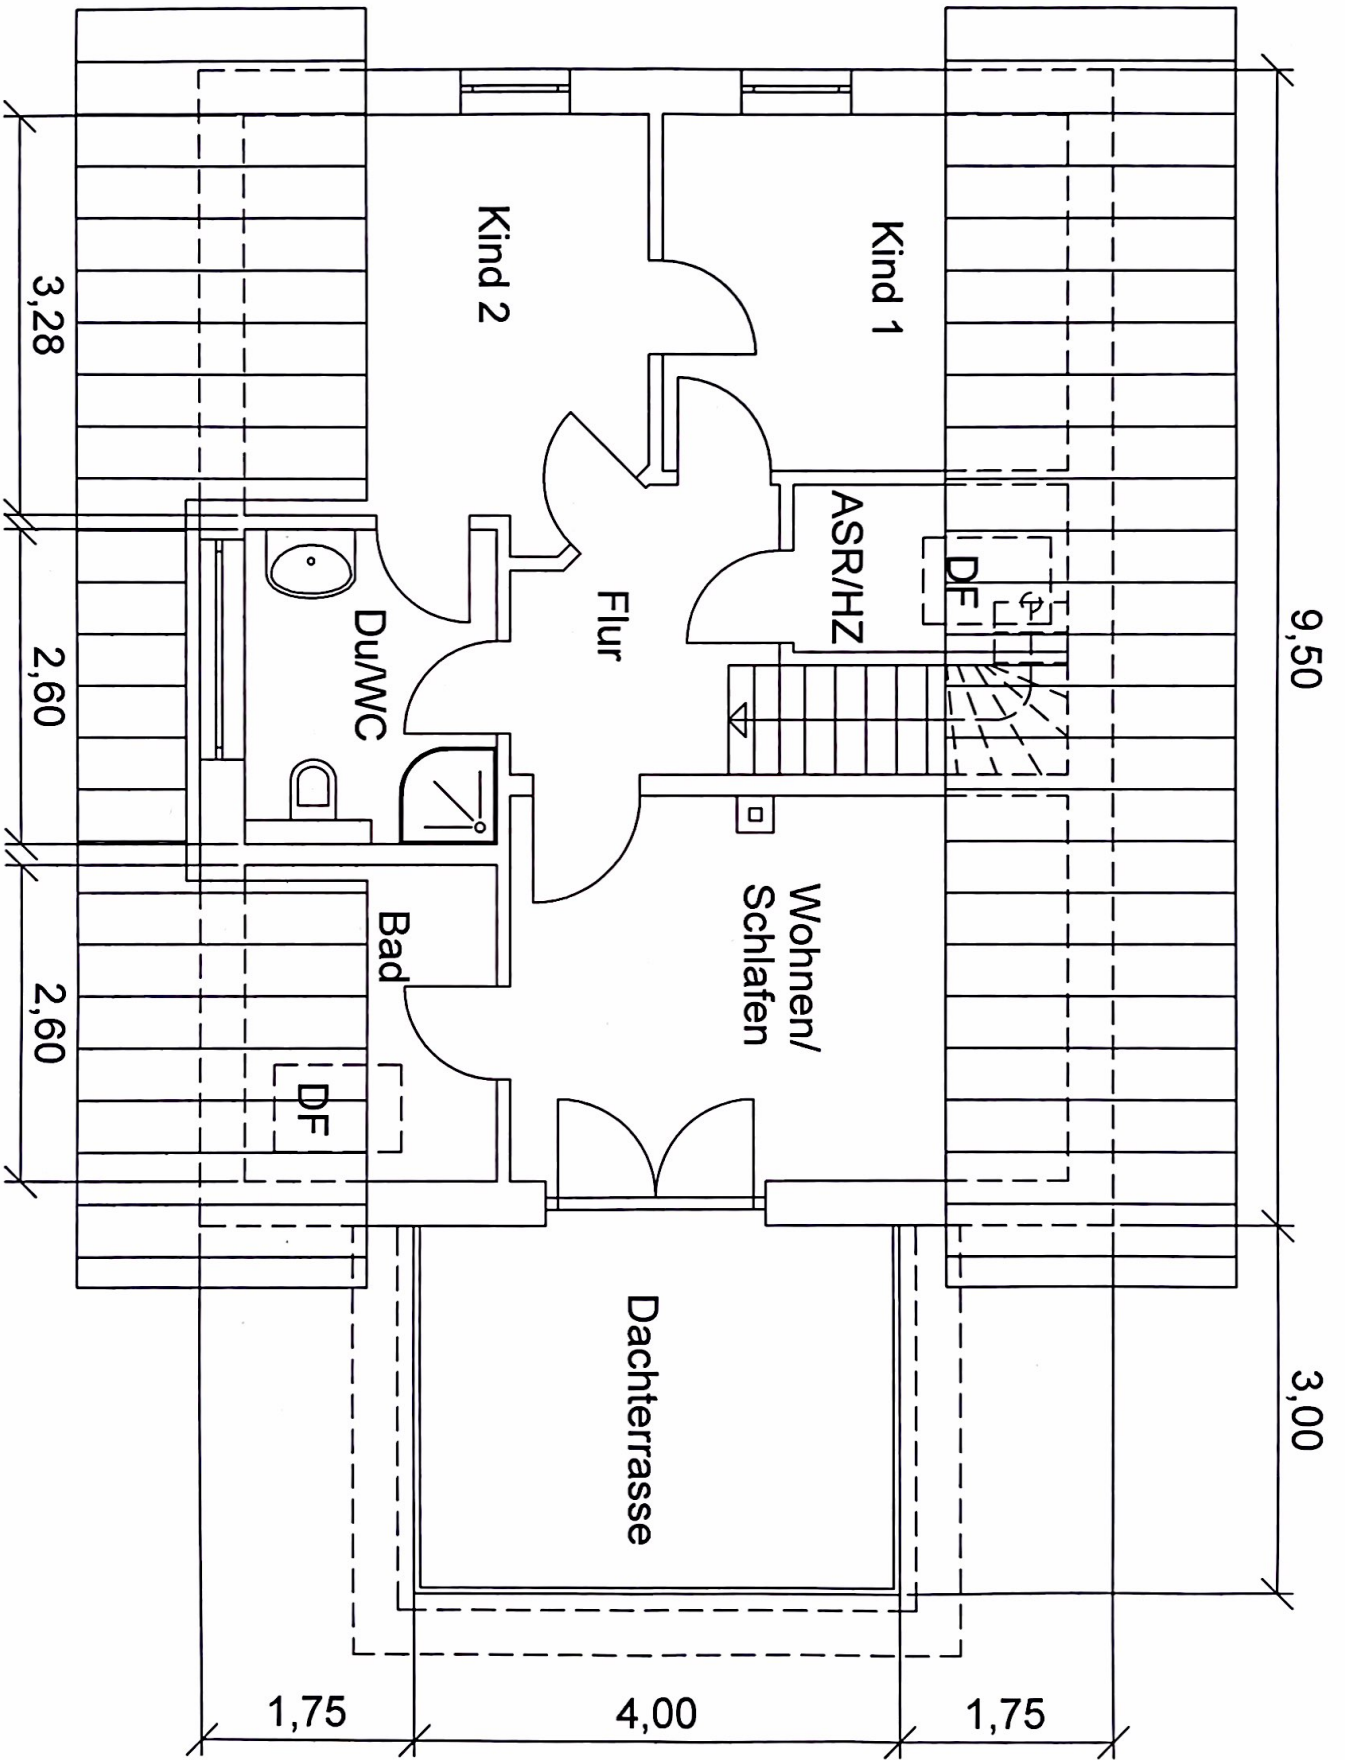 9,50
3,00
Kind 1
Kind 2
ASR/HZ
DF
Flur
Du/WC
Wohnen/
Schlafen
Bad
DF
Dachterrasse
3,28
2,60
2,60
1,75
4,00
1,75